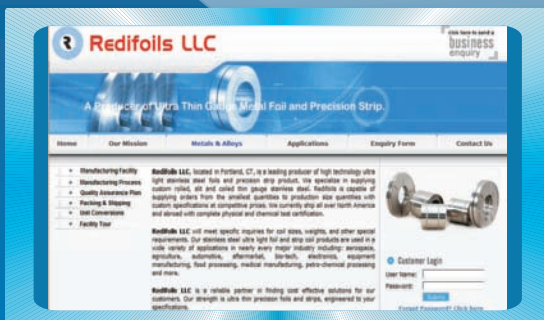 Redifoils LLC
click here to send a
business
enquiry
A Producer of Ultra Thin Gauge Metal Foil and Precision Strip.
Home Our Mission Metals & Alloys Applications Enquiry Form Contact Us
Manufacturing Facility
Manufacturing Process
Quality Assurance Plan
Packing & Shipping
Unit Conversions
Facility Tour
Redifoils LLC, located in Portland, CT, is a leading producer of high technology ultra
light stainless steel foils and precision strip product. We specialize in supplying
custom rolled, slit and coiled thin gauge stainless steel. Redifoils is capable of
supplying orders from the smallest quantities to production size quantities with
custom specifications at competitive prices. We currently ship all over North America
and abroad with complete physical and chemical test certification.
Redifoils LLC will meet specific inquires for coil sizes, weights, and other special
requirements. Our stainless steel ultra light foil and strip coil products are used in a
wide variety of applications in nearly every major industry including: aerospace,
agriculture, automotive, aftermarket, bio-tech, electronics, equipment
manufacturing, food processing, medical manufacturing, petro-chemical processing
and more.
Redifoils LLC is a reliable partner in finding cost effective solutions for our
customers. Our strength is ultra thin precision foils and strips, engineered to your
specifications.
Customer Login
User Name:
Password:
Submit
Forgot Password? Click here